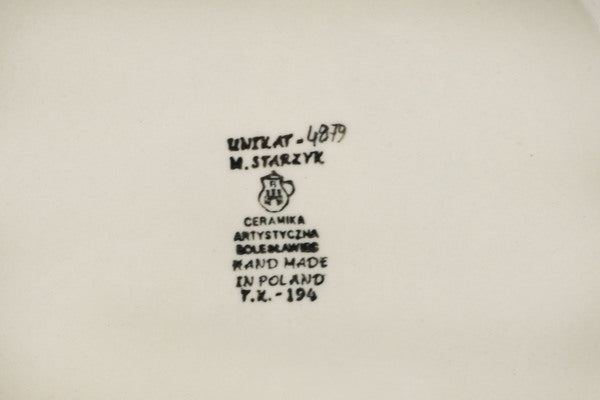 UNIKAT - 4879
M. STARZYK
CERAMIKA
ARTYSTYCZNA
BOLESŁAWIEC
HAND MADE
IN POLAND
T.K. - 194